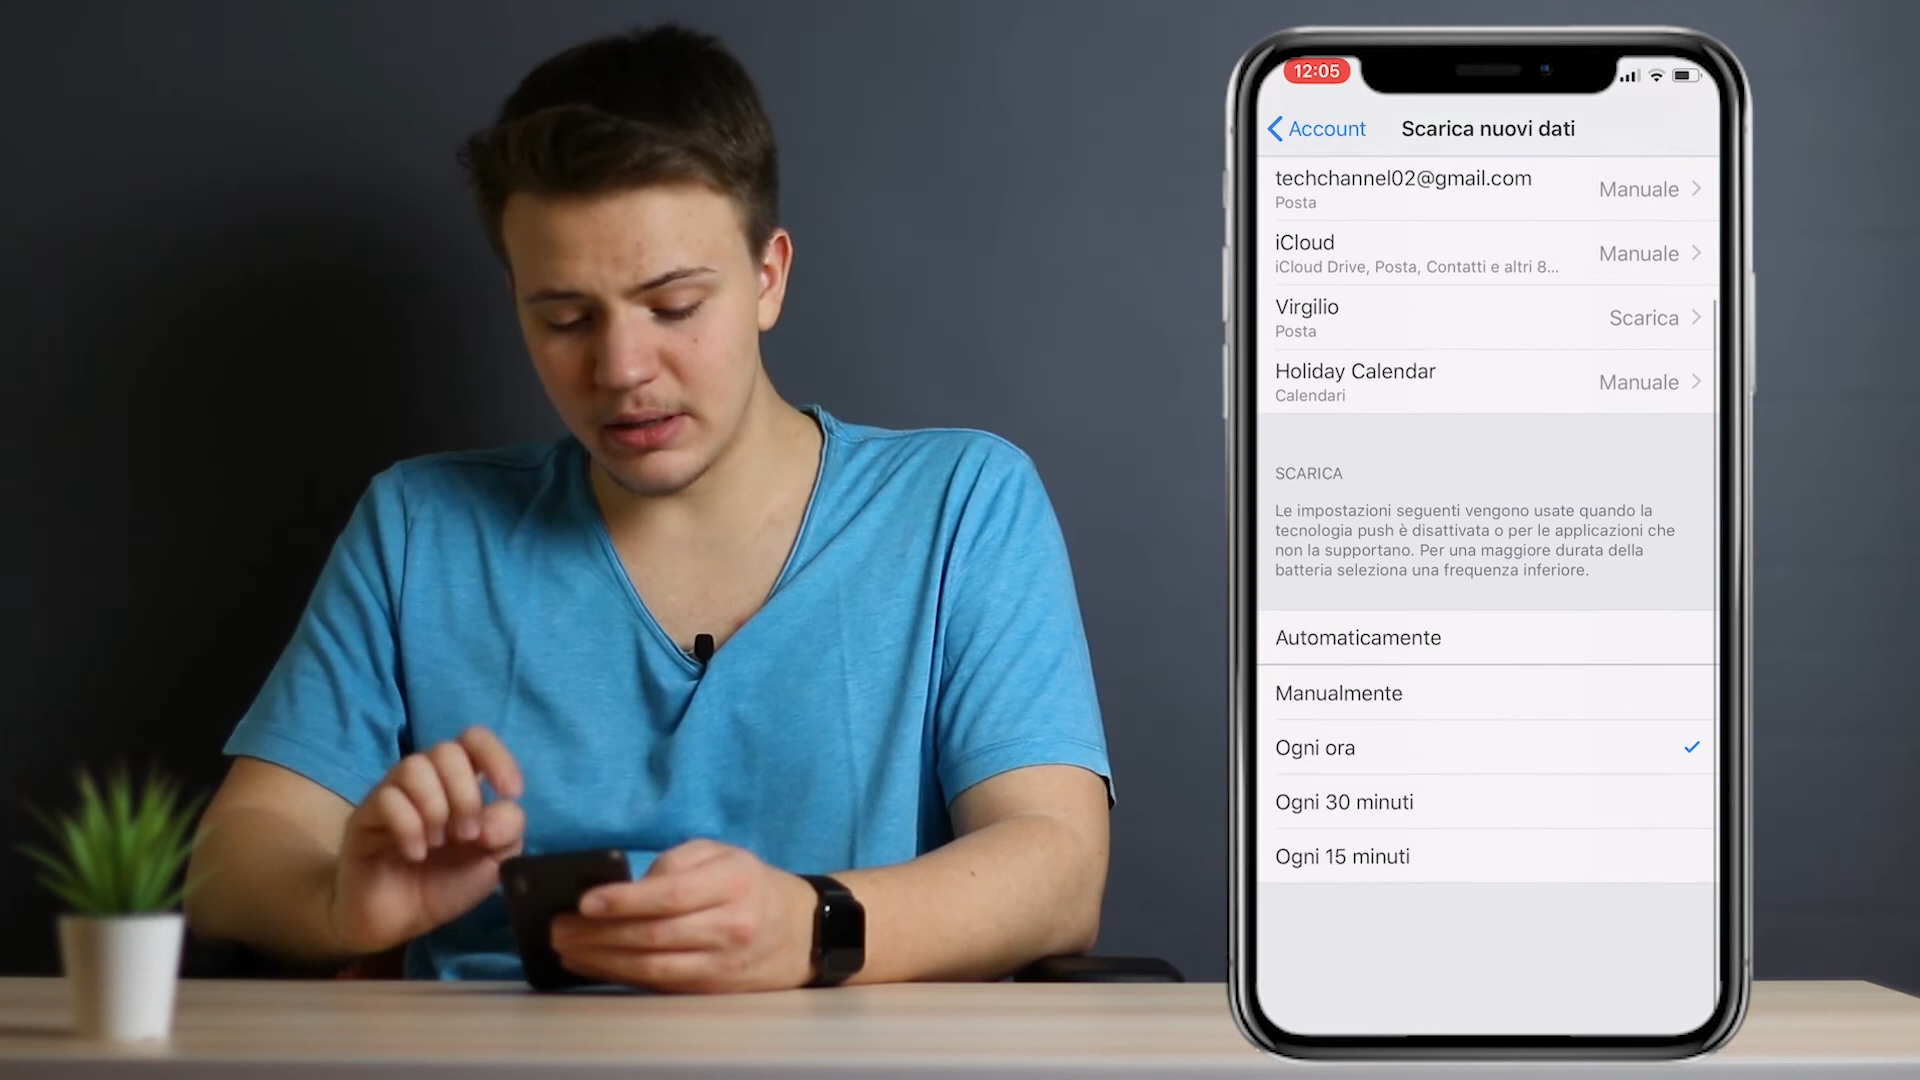 12:05
Account
Scarica nuovi dati
techchannel02@gmail.com
Manuale
Posta
iCloud
Manuale
iCloud Drive, Posta, Contatti e altri 8...
Virgilio
Scarica
Posta
Holiday Calendar
Manuale
Calendari
SCARICA
Le impostazioni seguenti vengono usate quando la
tecnologia push è disattivata o per le applicazioni che
non la supportano. Per una maggiore durata della
batteria seleziona una frequenza inferiore.
Automaticamente
Manualmente
Ogni ora
Ogni 30 minuti
Ogni 15 minuti